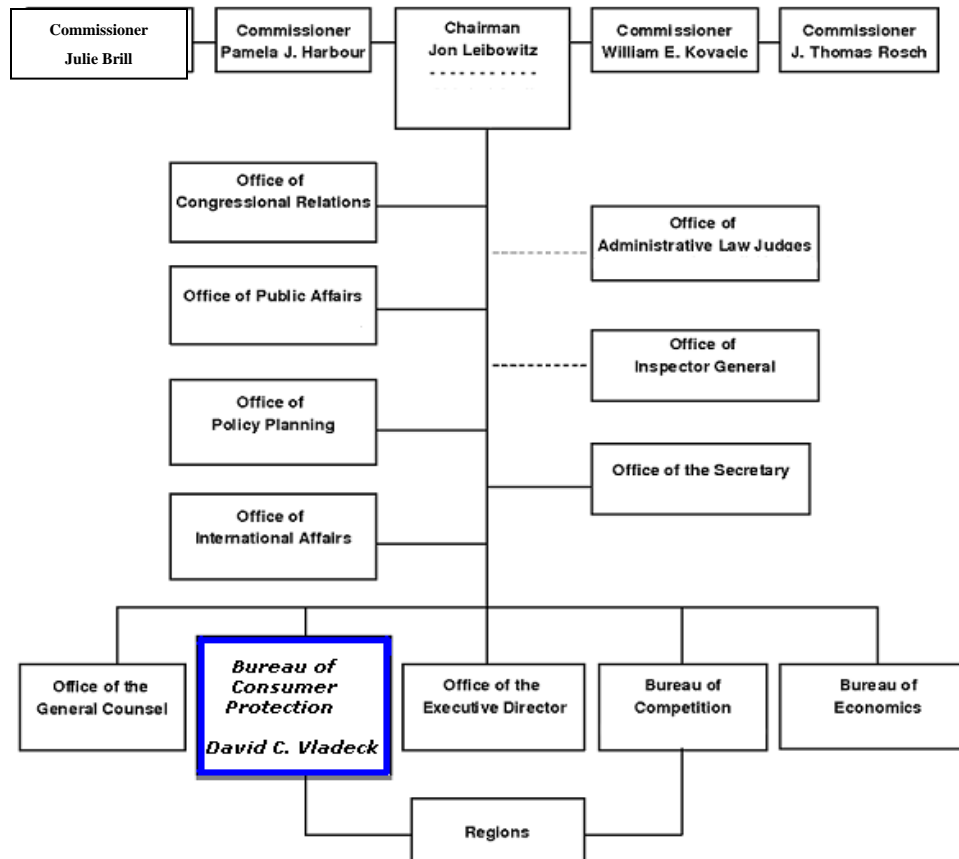 Commissioner
Julie Brill
Commissioner
Pamela J. Harbour
Chairman
Jon Leibowitz
Commissioner
William E. Kovacic
Commissioner
J. Thomas Rosch
Office of
Congressional Relations
Office of
Administrative Law Judges
Office of Public Affairs
Office of
Inspector General
Office of
Policy Planning
Office of the Secretary
Office of
International Affairs
Office of the
General Counsel
Bureau of
Consumer
Protection
David C. Vladeck
Office of the
Executive Director
Bureau of
Competition
Bureau of
Economics
Regions